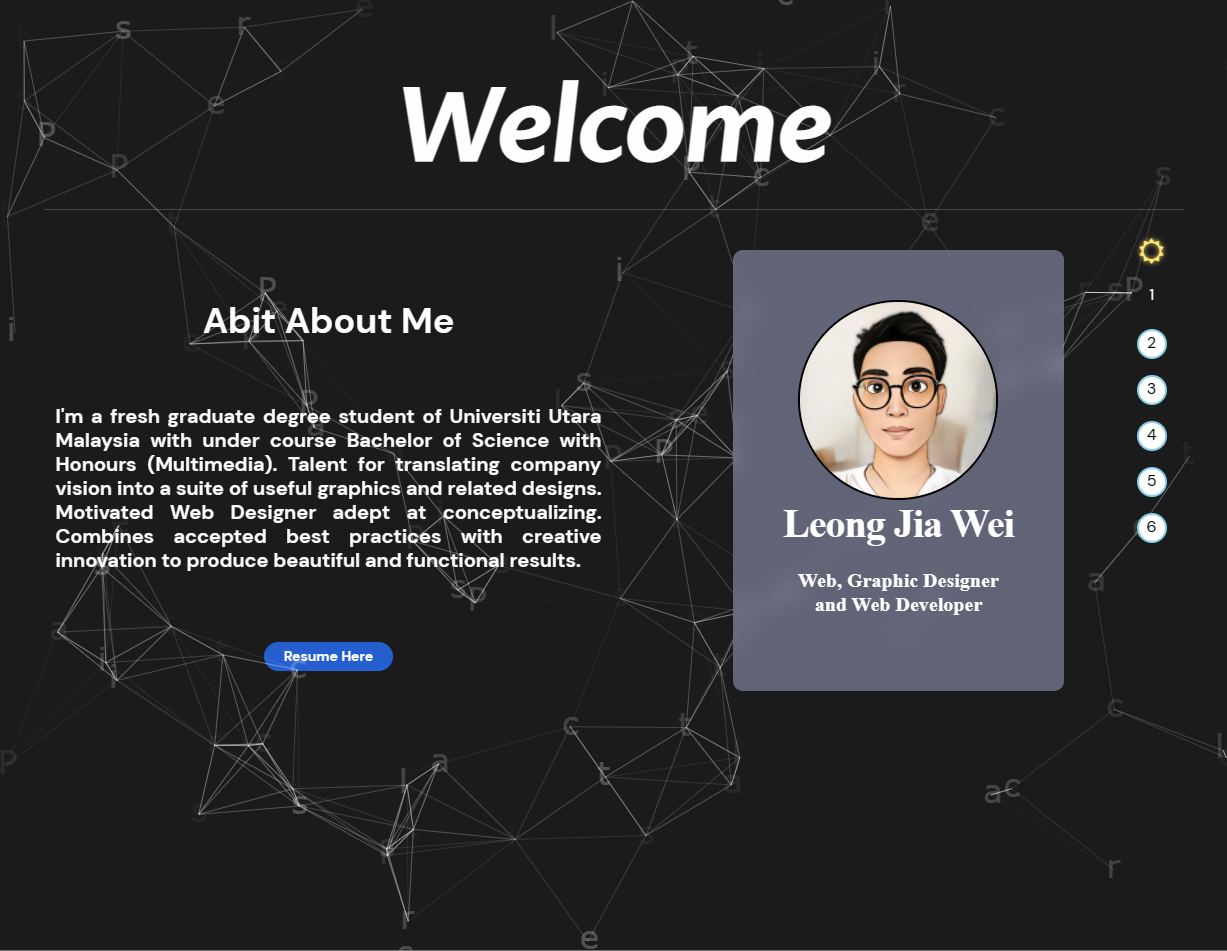 Welcome
Abit About Me
I'm a fresh graduate degree student of Universiti Utara
Malaysia with under course Bachelor of Science with
Honours (Multimedia). Talent for translating company
vision into a suite of useful graphics and related designs.
Motivated Web Designer adept at conceptualizing.
Combines accepted best practices with creative
innovation to produce beautiful and functional results.
Resume Here
Leong Jia Wei
Web, Graphic Designer
and Web Developer
1
2
3
4
5
6